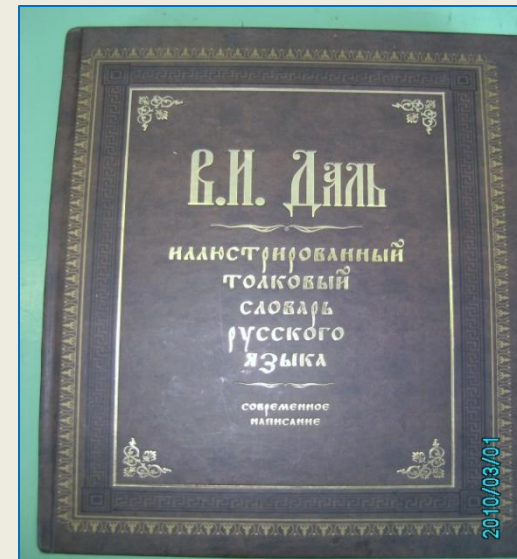 В.И. Даль
иллюстрированный
толковый
словарь
русского
языка
современное
написание
2010/03/01